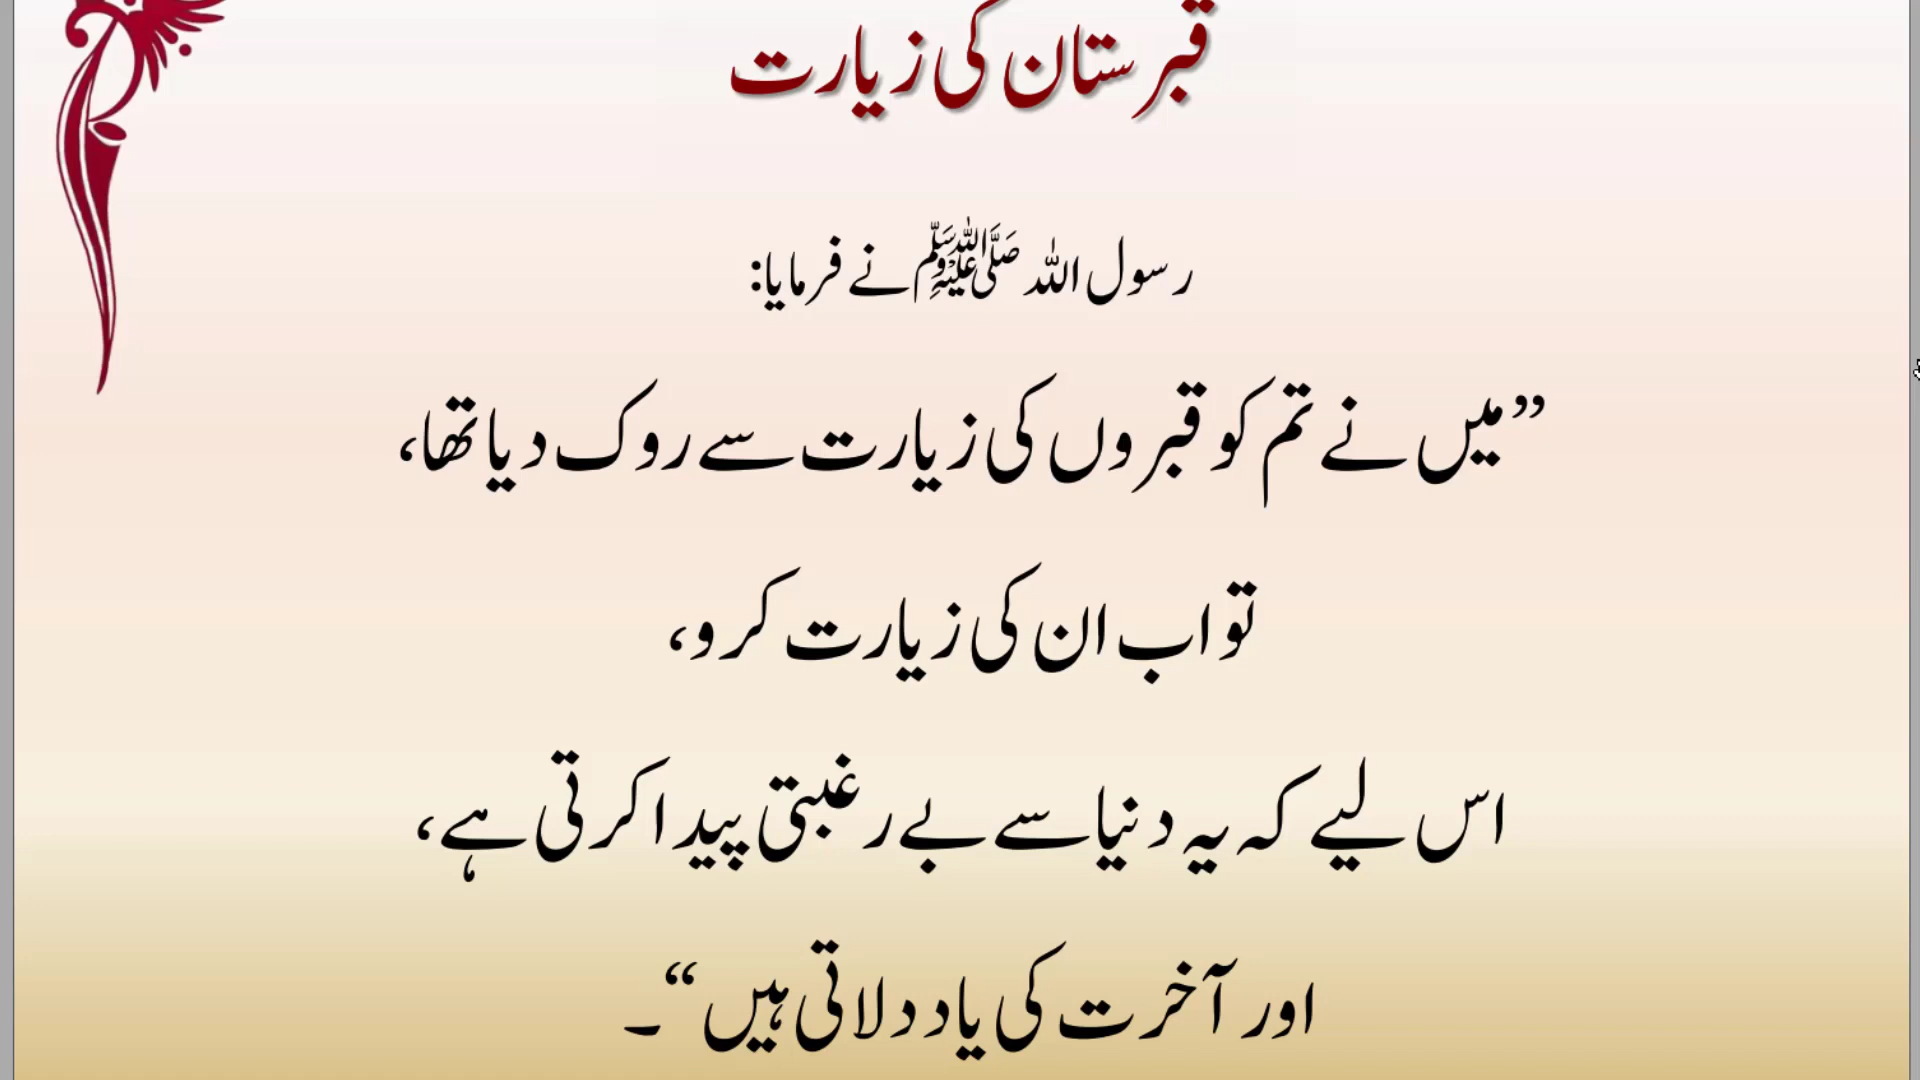 قبرستان کی زیارت
رسول اللہ ﷺ نے فرمایا:
”میں نے تم کو قبروں کی زیارت سے روک دیا تھا،
تو اب ان کی زیارت کرو،
اس لیے کہ یہ دنیا سے بے رغبتی پیدا کرتی ہے،
اور آخرت کی یاد دلاتی ہیں“۔